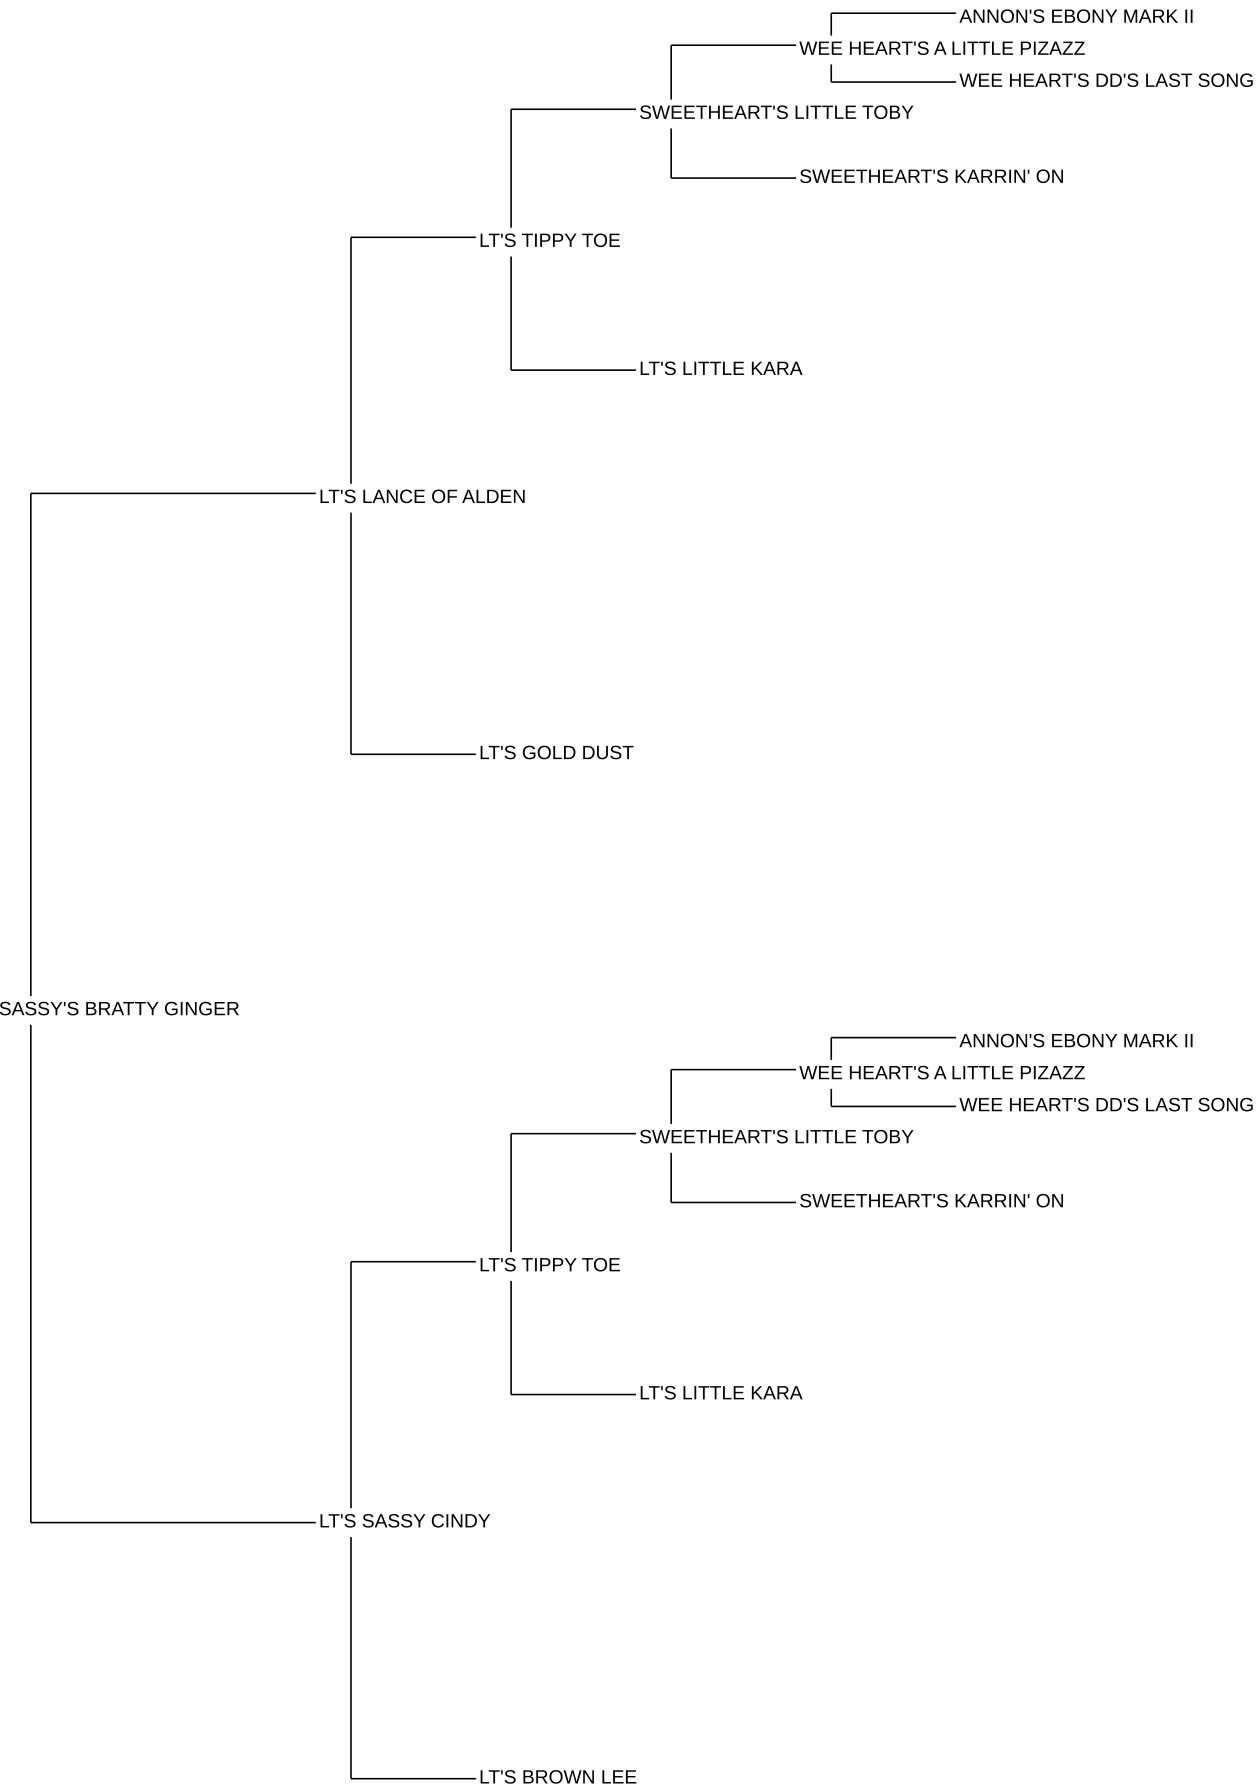 ANNON'S EBONY MARK II
WEE HEART'S A LITTLE PIZAZZ
WEE HEART'S DD'S LAST SONG
SWEETHEART'S LITTLE TOBY
SWEETHEART'S KARRIN' ON
LT'S TIPPY TOE
LT'S LITTLE KARA
LT'S LANCE OF ALDEN
LT'S GOLD DUST
SASSY'S BRATTY GINGER
ANNON'S EBONY MARK II
WEE HEART'S A LITTLE PIZAZZ
WEE HEART'S DD'S LAST SONG
SWEETHEART'S LITTLE TOBY
SWEETHEART'S KARRIN' ON
LT'S TIPPY TOE
LT'S LITTLE KARA
LT'S SASSY CINDY
LT'S BROWN LEE